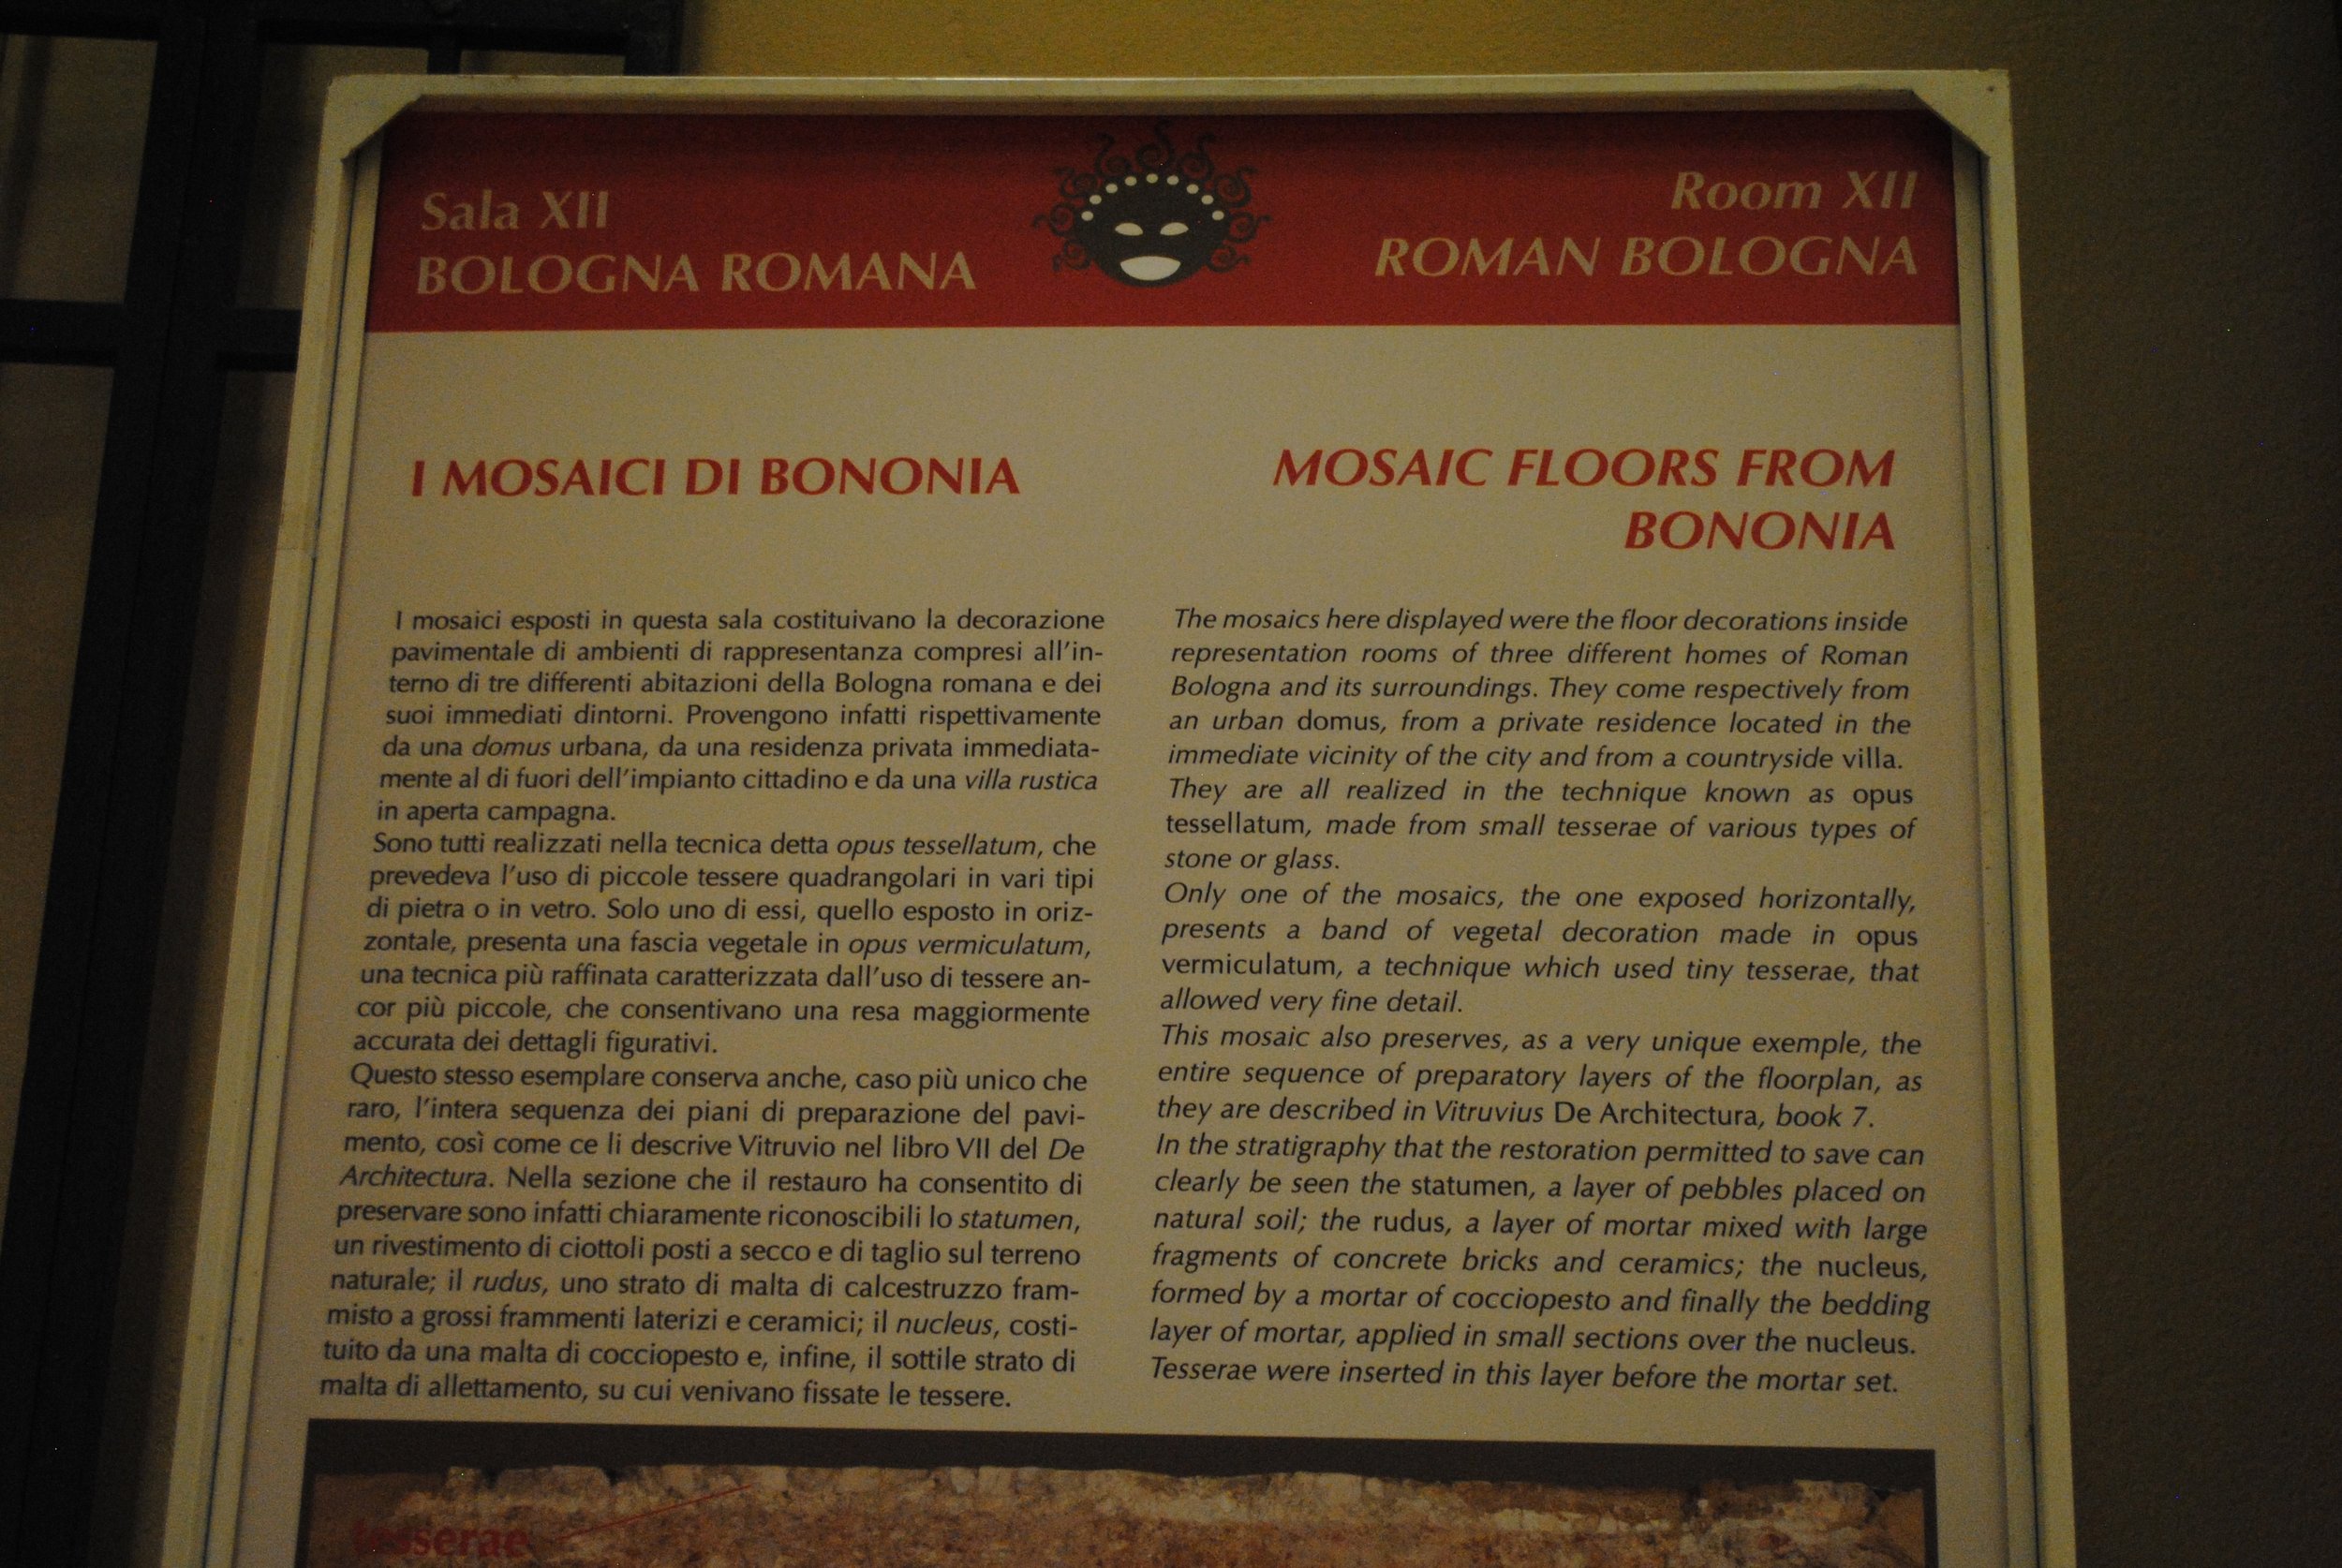 Sala XII
BOLOGNA ROMANA
Room XII
ROMAN BOLOGNA
I MOSAICI DI BONONIA
I mosaici esposti in questa sala costituivano la decorazione
pavimentale di ambienti di rappresentanza compresi all'in-
terno di tre differenti abitazioni della Bologna romana e dei
suoi immediati dintorni. Provengono infatti rispettivamente
da una domus urbana, da una residenza privata immediata-
mente al di fuori dell'impianto cittadino e da una villa rustica
in aperta campagna.
Sono tutti realizzati nella tecnica detta opus tessellatum, che
prevedeva l'uso di piccole tessere quadrangolari in vari tipi
di pietra o in vetro. Solo uno di essi, quello esposto in oriz-
zontale, presenta una fascia vegetale in opus vermiculatum,
una tecnica più raffinata caratterizzata dall'uso di tessere an-
cor più piccole, che consentivano una resa maggiormente
accurata dei dettagli figurativi.
Questo stesso esemplare conserva anche, caso più unico che
raro, l'intera sequenza dei piani di preparazione del pavi-
mento, così come ce li descrive Vitruvio nel libro VII del De
Architectura. Nella sezione che il restauro ha consentito di
preservare sono infatti chiaramente riconoscibili lo statumen,
un rivestimento di ciottoli posti a secco e di taglio sul terreno
naturale; il rudus, uno strato di malta di calcestruzzo fram-
misto a grossi frammenti laterizi e ceramici; il nucleus, costi-
tuito da una malta di cocciopesto e, infine, il sottile strato di
malta di allettamento, su cui venivano fissate le tessere.
MOSAIC FLOORS FROM
BONONIA
The mosaics here displayed were the floor decorations inside
representation rooms of three different homes of Roman
Bologna and its surroundings. They come respectively from
an urban domus, from a private residence located in the
immediate vicinity of the city and from a countryside villa.
They are all realized in the technique known as opus
tessellatum, made from small tesserae of various types of
stone or glass.
Only one of the mosaics, the one exposed horizontally,
presents a band of vegetal decoration made in opus
vermiculatum, a technique which used tiny tesserae, that
allowed very fine detail.
This mosaic also preserves, as a very unique exemple, the
entire sequence of preparatory layers of the floorplan, as
they are described in Vitruvius De Architectura, book 7.
In the stratigraphy that the restoration permitted to save can
clearly be seen the statumen, a layer of pebbles placed on
natural soil; the rudus, a layer of mortar mixed with large
fragments of concrete bricks and ceramics; the nucleus,
formed by a mortar of cocciopesto and finally the bedding
layer of mortar, applied in small sections over the nucleus.
Tesserae were inserted in this layer before the mortar set.
tesserae